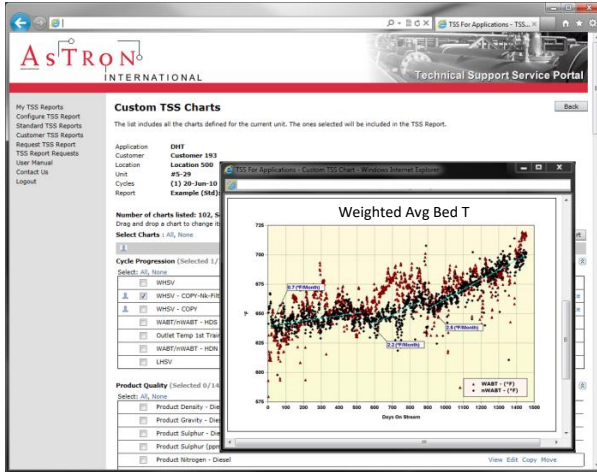 TSS For Applications - TSS...
ASTRON
INTERNATIONAL
Technical Support Service Portal
My TSS Reports
Configure TSS Report
Standard TSS Reports
Customer TSS Reports
Request TSS Report
TSS Report Requests
User Manual
Contact Us
Logout
Custom TSS Charts
Back
The list includes all the charts defined for the current unit. The ones selected will be included in the TSS Report.
Application DHT
Customer Customer 193
Location Location 500
Unit #5-29
Cycles (1) 20-Jun-10
Report Example (Std):
Number of charts listed: 102, S
Drag and drop a chart to change it
Select Charts : All, None
Cycle Progression (Selected 1/
Select: All, None
WHSV
WHSV - COPY-Nk-Filt
WHSV - COPY
WABT/nWABT - HDS
Outlet Temp 1st Train
WABT/nWABT - HDN
LHSV
Product Quality (Selected 0/14
Select: All, None
Product Density - Die
Product Gravity - Die
Product Sulphur - Die
Product Sulphur (ppm
Product Nitrogen - Diesel
View Edit Copy Move
TSS For Applications - Custom TSS Chart - Windows Internet Explorer
Weighted Avg Bed T
725
700
675
650
625
600
575
°F
0.7 (°F/Month)
2.2 (°F/Month)
2.6 (°F/Month)
WABT - (°F)
nWABT - (°F)
0 100 200 300 400 500 600 700 800 900 1000 1100 1200 1300 1400 1500
Days On Stream